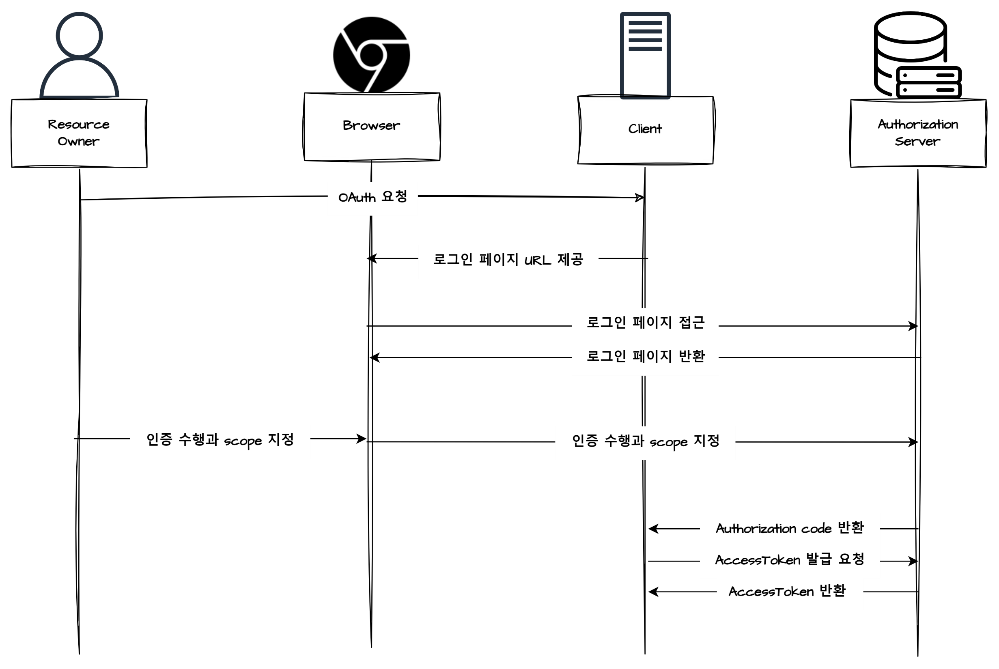 Resource
Owner
Browser
Client
Authorization
Server
OAuth 요청
로그인 페이지 URL 제공
로그인 페이지 접근
로그인 페이지 반환
인증 수행과 scope 지정
인증 수행과 scope 지정
Authorization code 반환
AccessToken 발급 요청
AccessToken 반환